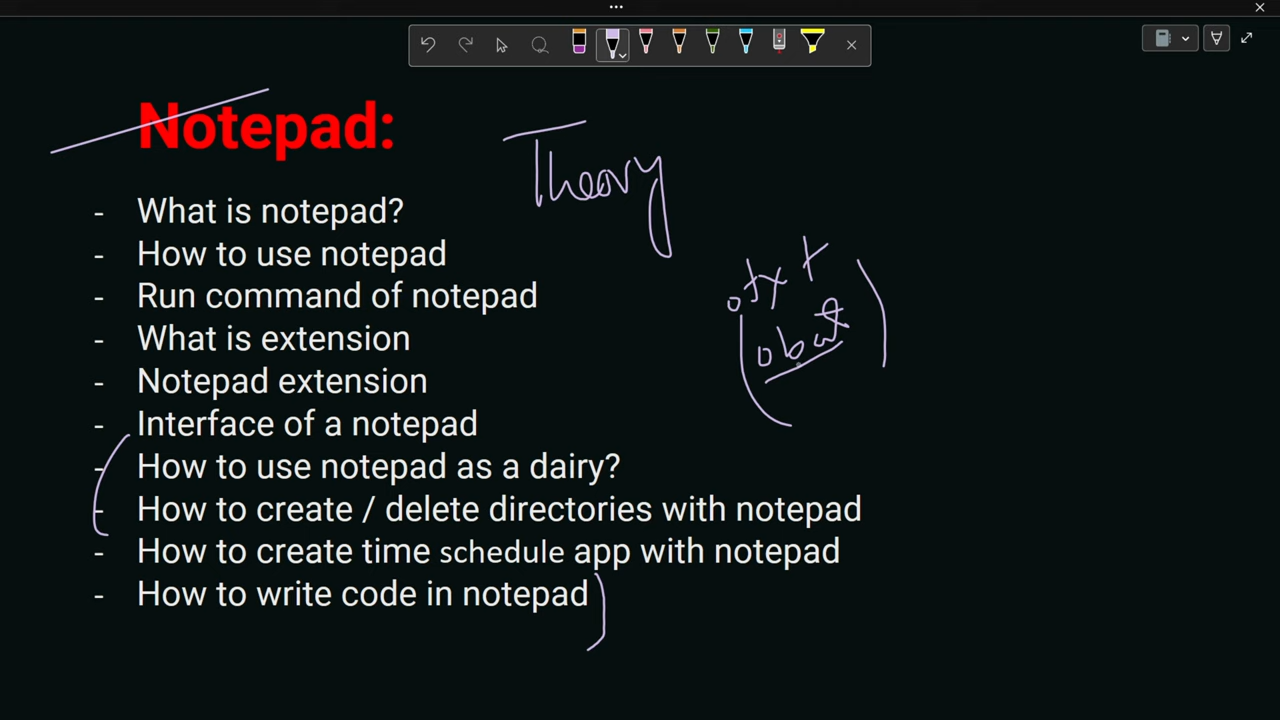 Notepad:
Theory
- What is notepad?
- How to use notepad
- Run command of notepad
.txt
- What is extension
.bat
- Notepad extension
- Interface of a notepad
- How to use notepad as a dairy?
- How to create / delete directories with notepad
- How to create time schedule app with notepad
- How to write code in notepad